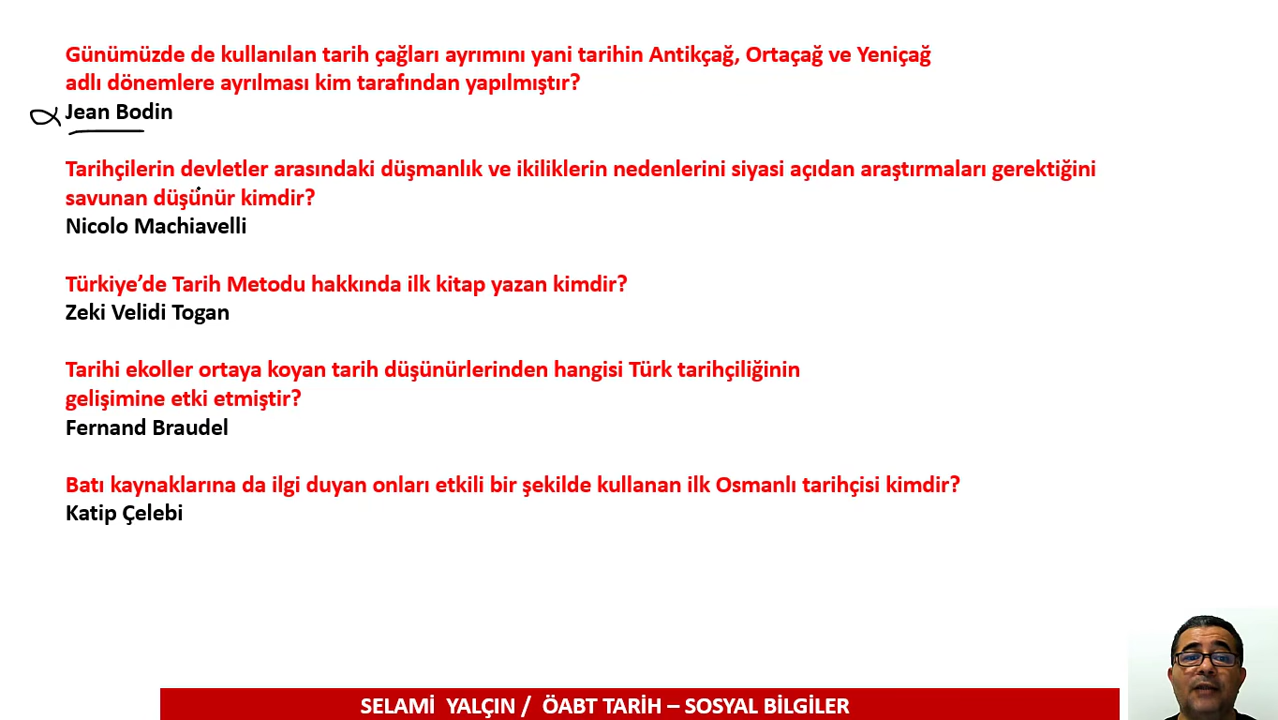 Günümüzde de kullanılan tarih çağları ayrımını yani tarihin Antikçağ, Ortaçağ ve Yeniçağ
adlı dönemlere ayrılması kim tarafından yapılmıştır?
Jean Bodin
Tarihçilerin devletler arasındaki düşmanlık ve ikiliklerin nedenlerini siyasi açıdan araştırmaları gerektiğini
savunan düşünür kimdir?
Nicolo Machiavelli
Türkiye’de Tarih Metodu hakkında ilk kitap yazan kimdir?
Zeki Velidi Togan
Tarihi ekoller ortaya koyan tarih düşünürlerinden hangisi Türk tarihçiliğinin
gelişimine etki etmiştir?
Fernand Braudel
Batı kaynaklarına da ilgi duyan onları etkili bir şekilde kullanan ilk Osmanlı tarihçisi kimdir?
Katip Çelebi
SELAMİ YALÇIN / ÖABT TARİH – SOSYAL BİLGİLER